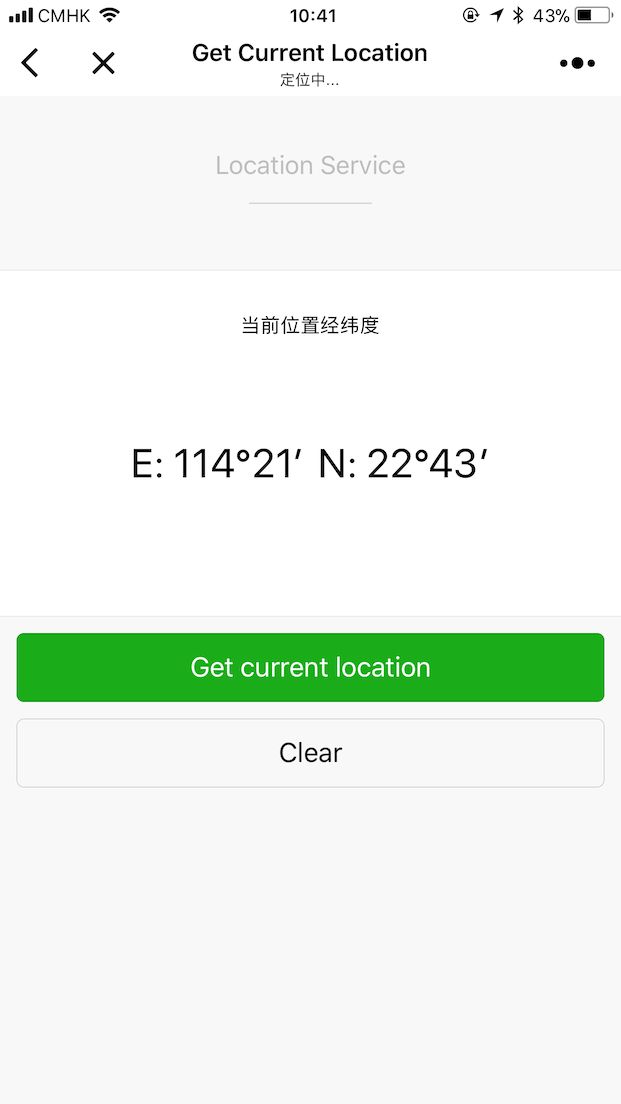 CMHK 10:41 43%
Get Current Location
定位中...
Location Service
当前位置经纬度
E: 114°21′ N: 22°43′
Get current location
Clear